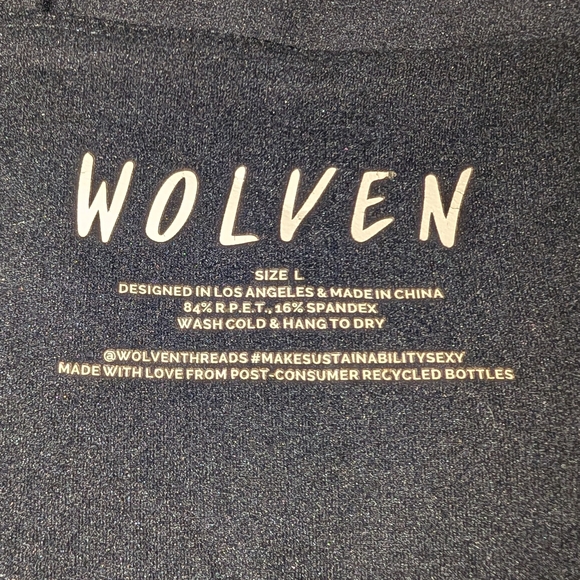 WOLVEN
SIZE L
DESIGNED IN LOS ANGELES & MADE IN CHINA
84% R P.E.T., 16% SPANDEX
WASH COLD & HANG TO DRY
@WOLVENTHREADS #MAKESUSTAINABILITYSEXY
MADE WITH LOVE FROM POST-CONSUMER RECYCLED BOTTLES